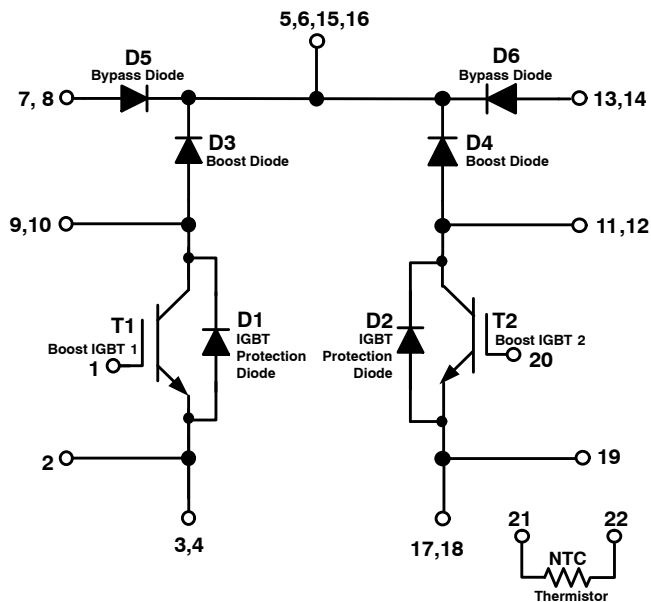 5,6,15,16
D5
Bypass Diode
D6
Bypass Diode
7, 8
13,14
D3
Boost Diode
D4
Boost Diode
9,10
11,12
T1
Boost IGBT 1
1
D1
IGBT
Protection
Diode
D2
IGBT
Protection
Diode
T2
Boost IGBT 2
20
2
19
3,4
17,18
21
22
NTC
Thermistor